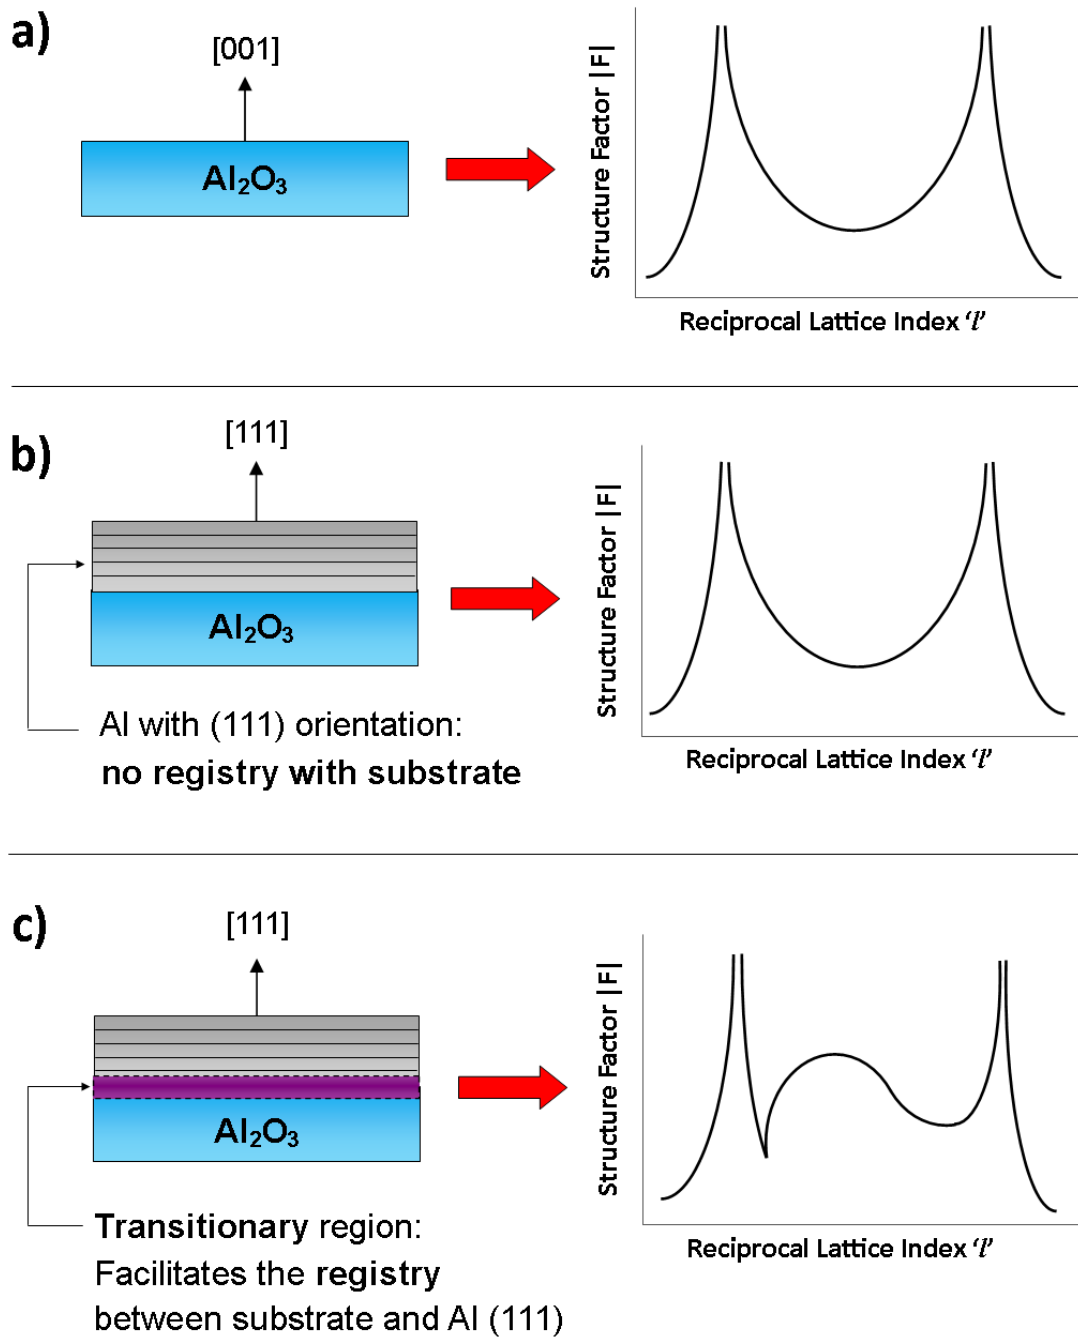 a)
[001]
Al₂O₃
Structure Factor |F|
Reciprocal Lattice Index ‘l’
b)
[111]
Al₂O₃
Al with (111) orientation:
no registry with substrate
Structure Factor |F|
Reciprocal Lattice Index ‘l’
c)
[111]
Al₂O₃
Transitionary region:
Facilitates the registry
between substrate and Al (111)
Structure Factor |F|
Reciprocal Lattice Index ‘l’